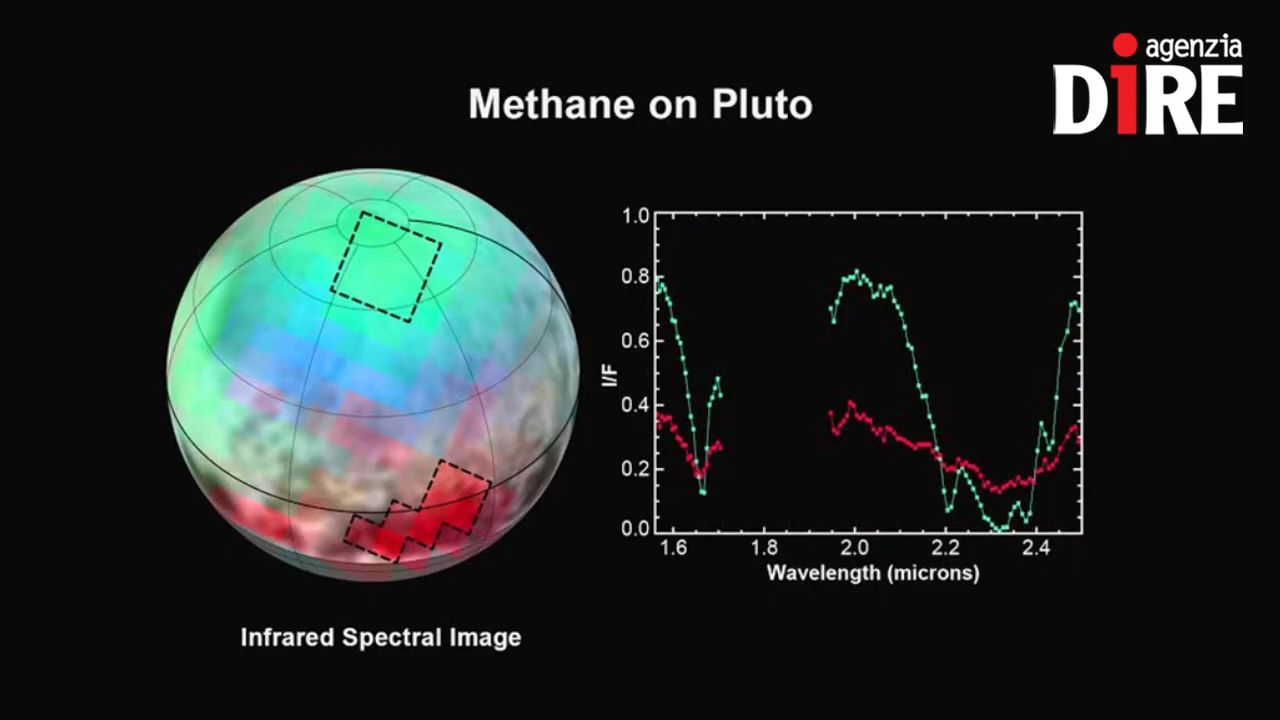 agenzia
DiRE
Methane on Pluto
1.0
0.8
0.6
0.4
0.2
0.0
I/F
1.6 1.8 2.0 2.2 2.4
Wavelength (microns)
Infrared Spectral Image